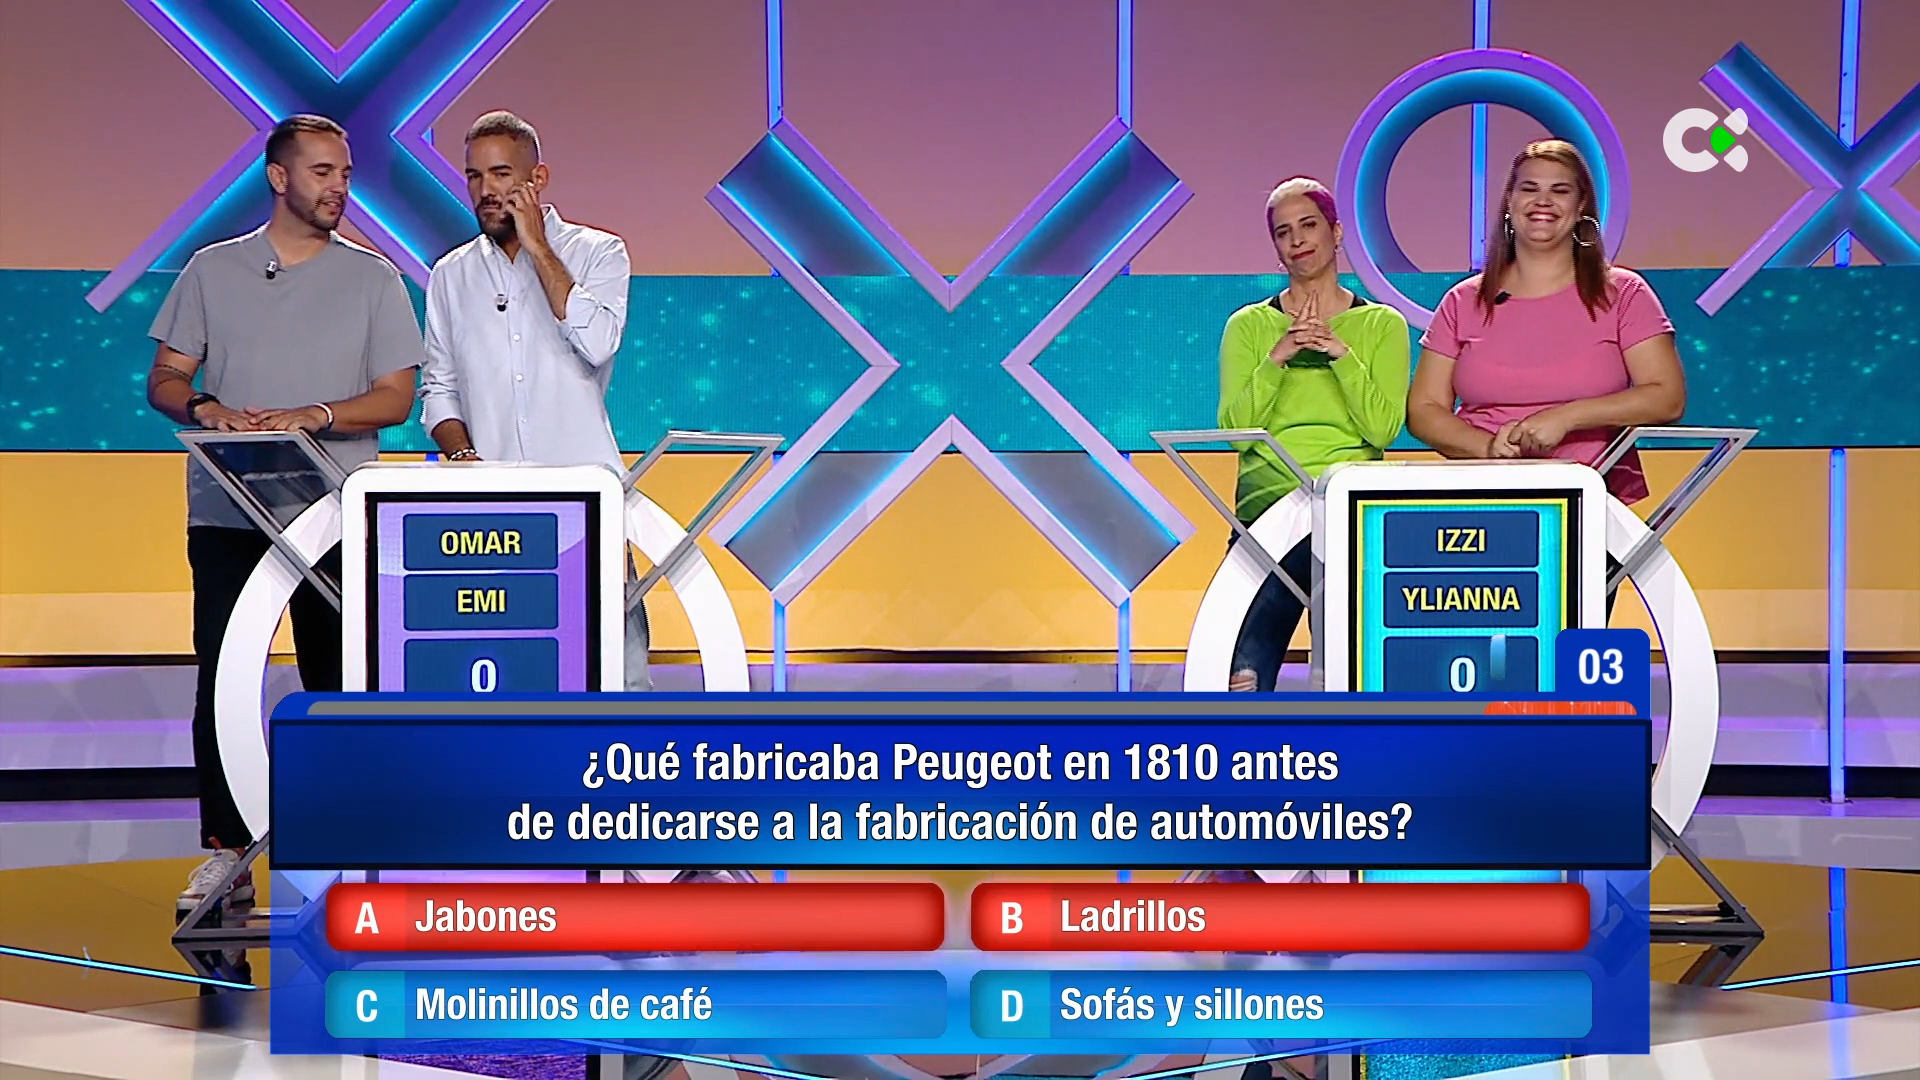 OMAR
EMI
0
IZZI
YLIANNA
0
03
¿Qué fabricaba Peugeot en 1810 antes
de dedicarse a la fabricación de automóviles?
A Jabones
B Ladrillos
C Molinillos de café
D Sofás y sillones